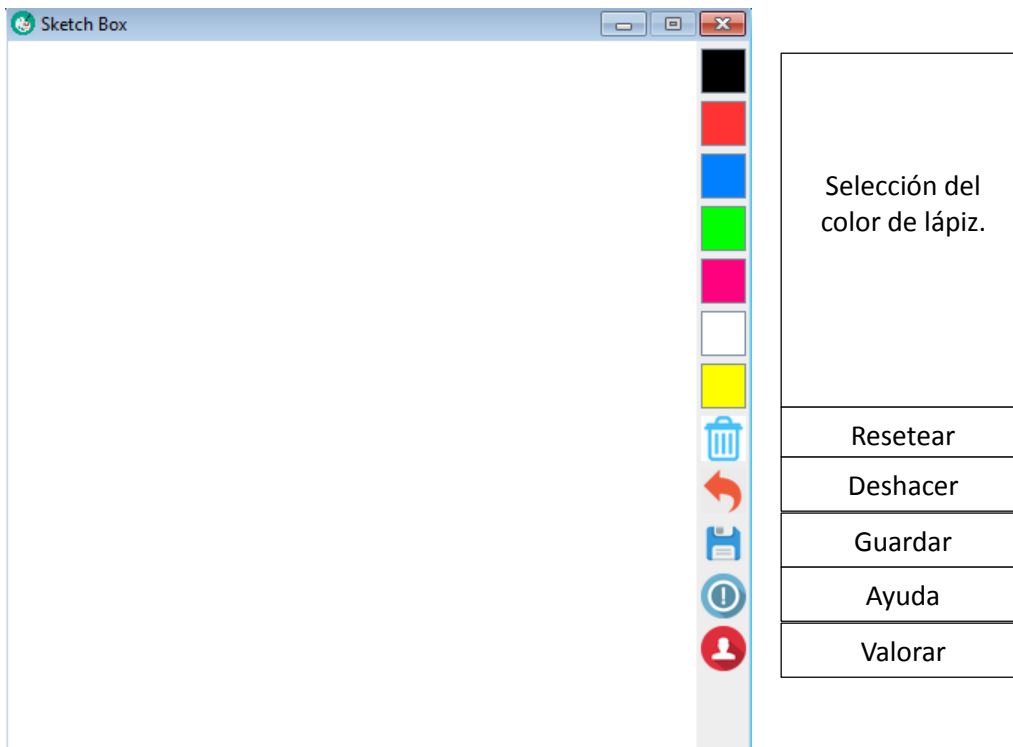 Sketch Box
Selección del
color de lápiz.
Resetear
Deshacer
Guardar
Ayuda
Valorar